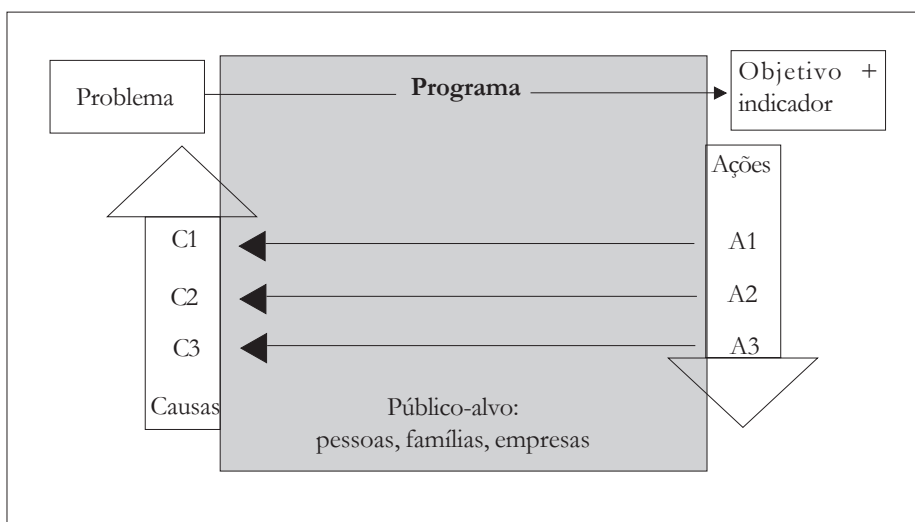 Problema
Programa
Objetivo +
indicador
Ações
C1
A1
C2
A2
C3
A3
Causas
Público-alvo:
pessoas, famílias, empresas